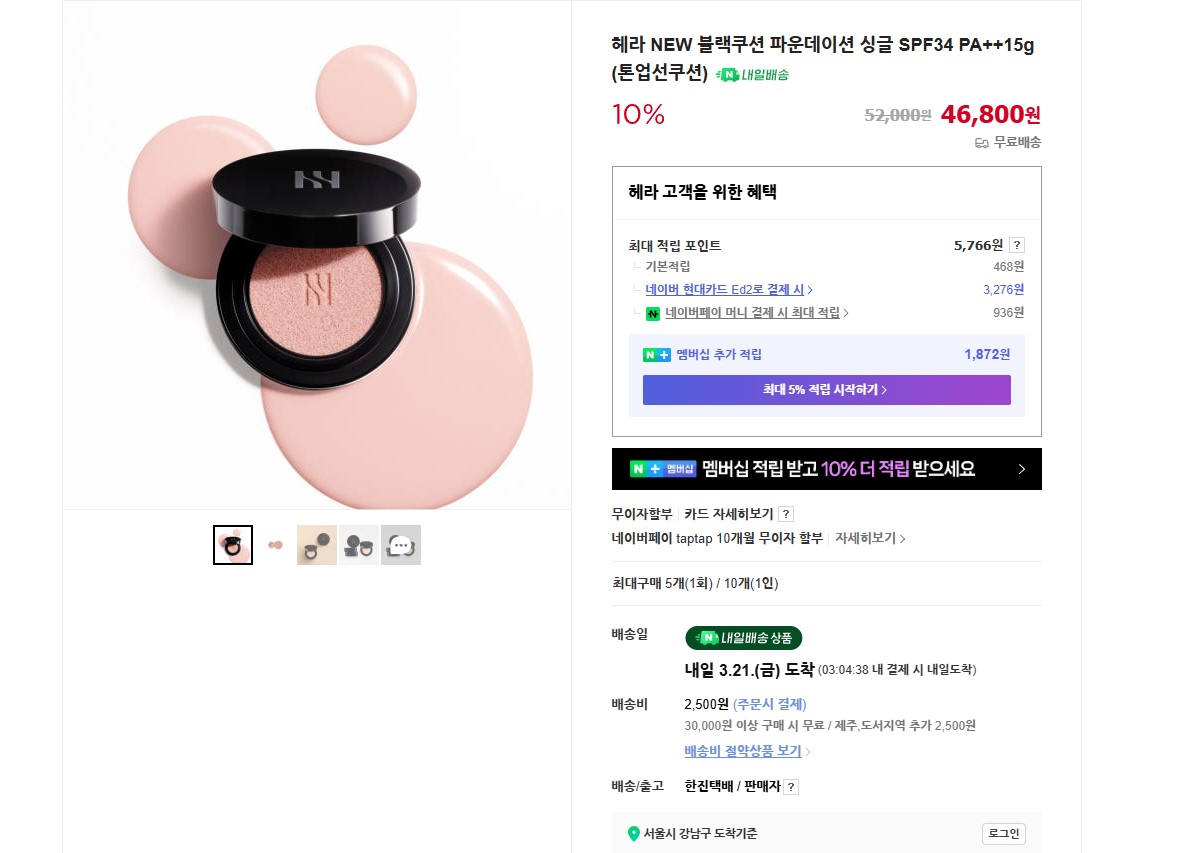 헤라 NEW 블랙쿠션 파운데이션 싱글 SPF34 PA++15g
(톤업선쿠션) N 내일배송
10% 52,000원 46,800원
무료배송
헤라 고객을 위한 혜택
최대 적립 포인트 5,766원 ?
기본적립 468원
네이버 현대카드 Ed2로 결제 시 > 3,276원
N 네이버페이 머니 결제 시 최대 적립 > 936원
N + 멤버십 추가 적립 1,872원
최대 5% 적립 시작하기 >
N + 멤버십 멤버십 적립 받고 10% 더 적립 받으세요 >
무이자할부 카드 자세히보기 ?
네이버페이 taptap 10개월 무이자 할부 자세히보기 >
최대구매 5개(1회) / 10개(1인)
배송일 N 내일배송 상품
내일 3.21.(금) 도착 (03:04:38 내 결제 시 내일도착)
배송비 2,500원 (주문시 결제)
30,000원 이상 구매 시 무료 / 제주,도서지역 추가 2,500원
배송비 절약상품 보기 >
배송/출고 한진택배 / 판매자 ?
서울시 강남구 도착기준 로그인